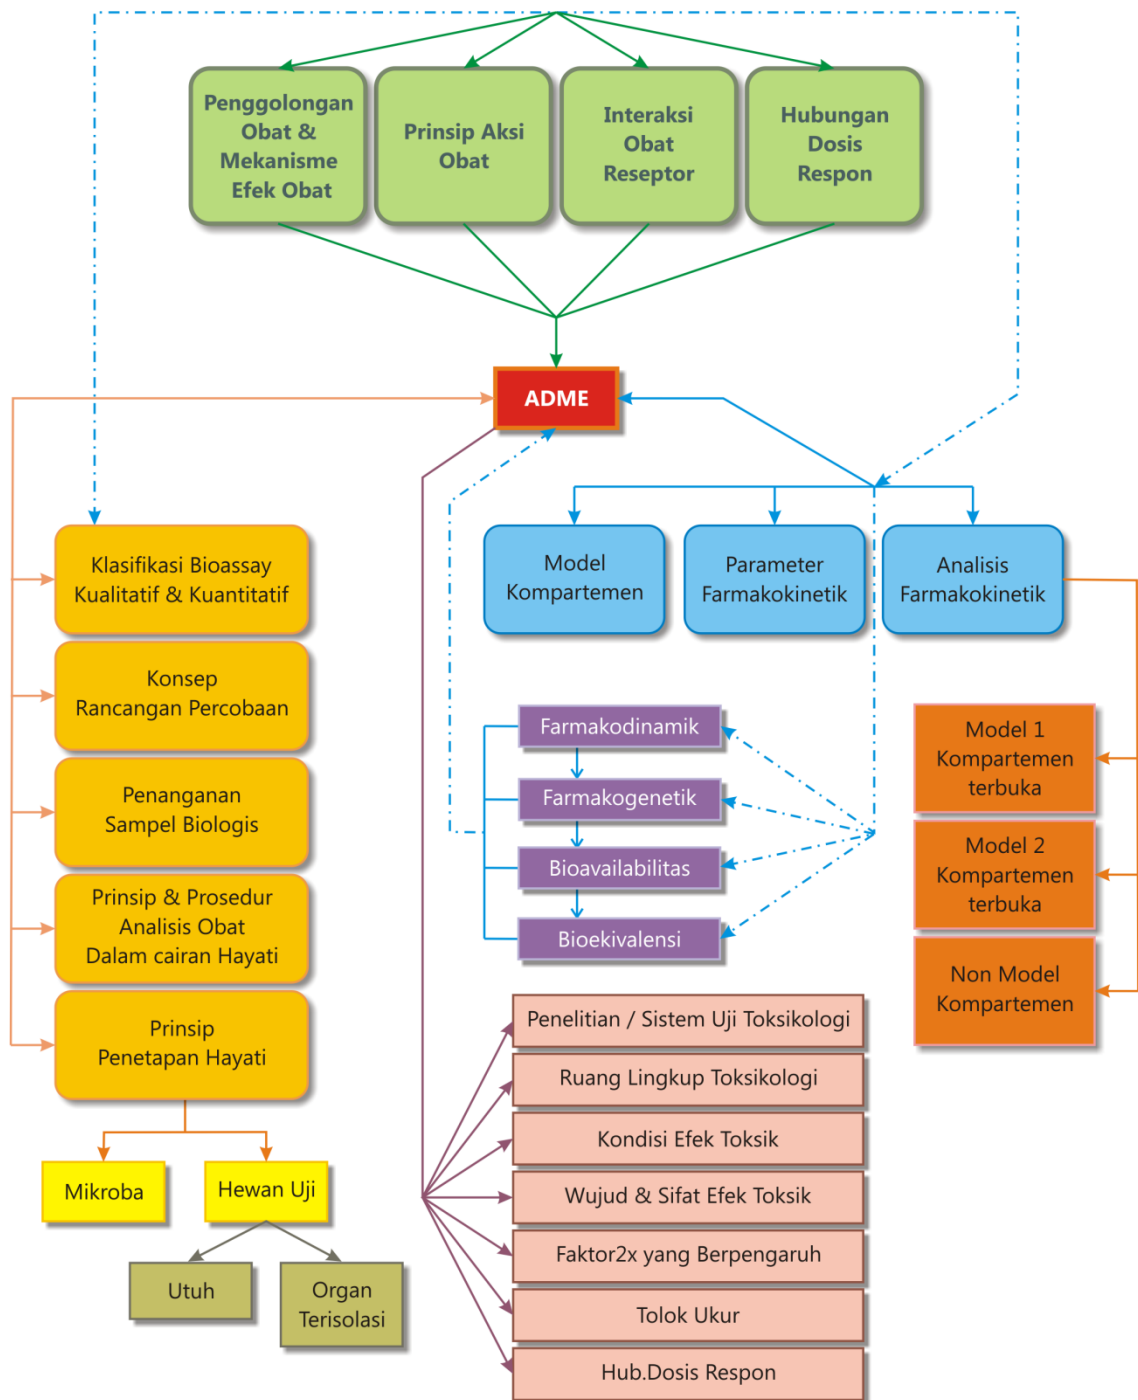 Penggolongan
Obat &
Mekanisme
Efek Obat
Prinsip Aksi
Obat
Interaksi
Obat
Reseptor
Hubungan
Dosis
Respon
ADME
Klasifikasi Bioassay
Kualitatif & Kuantitatif
Konsep
Rancangan Percobaan
Penanganan
Sampel Biologis
Prinsip & Prosedur
Analisis Obat
Dalam cairan Hayati
Prinsip
Penetapan Hayati
Mikroba
Hewan Uji
Utuh
Organ
Terisolasi
Model
Kompartemen
Parameter
Farmakokinetik
Analisis
Farmakokinetik
Farmakodinamik
Farmakogenetik
Bioavailabilitas
Bioekivalensi
Model 1
Kompartemen
terbuka
Model 2
Kompartemen
terbuka
Non Model
Kompartemen
Penelitian / Sistem Uji Toksikologi
Ruang Lingkup Toksikologi
Kondisi Efek Toksik
Wujud & Sifat Efek Toksik
Faktor2x yang Berpengaruh
Tolok Ukur
Hub.Dosis Respon